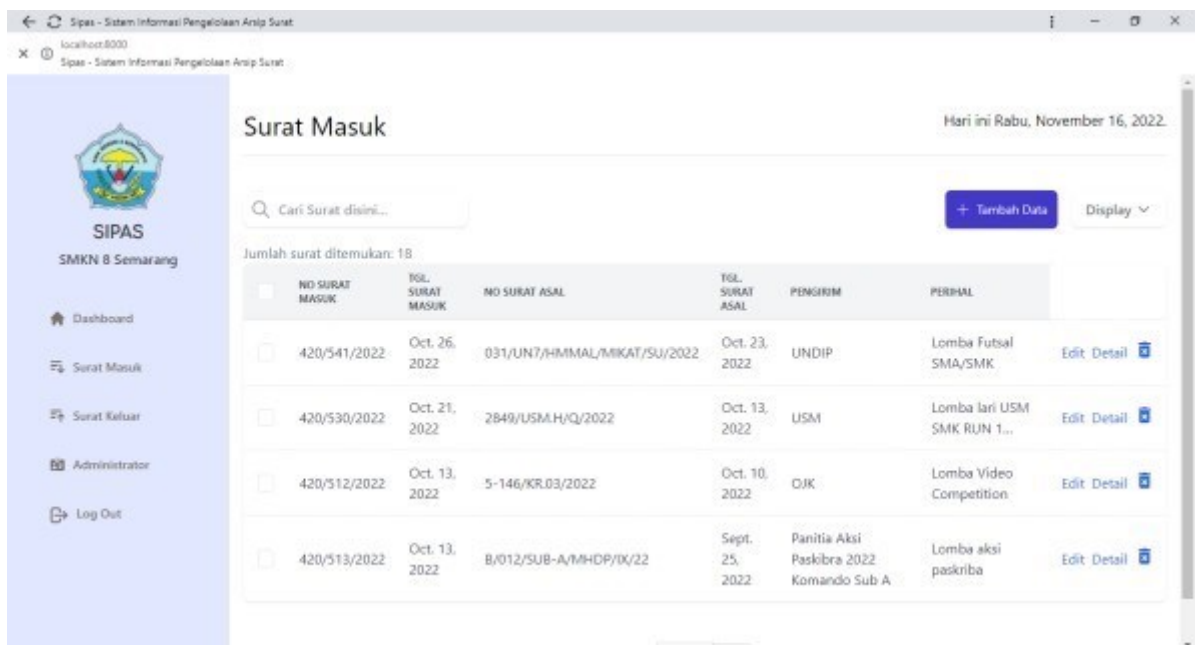 Sipas - Sistem Informasi Pengelolaan Arsip Surat
localhost:8000
Sipas - Sistem Informasi Pengelolaan Arsip Surat
SIPAS
SMKN 8 Semarang
Dashboard
Surat Masuk
Surat Keluar
Administrator
Log Out
Surat Masuk
Hari ini Rabu, November 16, 2022.
Cari Surat disini...
+ Tambah Data
Display
Jumlah surat ditemukan: 18
NO SURAT MASUK
TGL. SURAT MASUK
NO SURAT ASAL
TGL. SURAT ASAL
PENGIRIM
PERIHAL
420/541/2022
Oct. 26, 2022
031/UN7/HMMAL/MIKAT/SU/2022
Oct. 23, 2022
UNDIP
Lomba Futsal SMA/SMK
Edit Detail
420/530/2022
Oct. 21, 2022
2849/USM.H/Q/2022
Oct. 13, 2022
USM
Lomba lari USM SMK RUN 1...
Edit Detail
420/512/2022
Oct. 13, 2022
5-146/KR.03/2022
Oct. 10, 2022
OJK
Lomba Video Competition
Edit Detail
420/513/2022
Oct. 13, 2022
B/012/SUB-A/MHDP/IX/22
Sept. 25, 2022
Panitia Aksi Paskibra 2022 Komando Sub A
Lomba aksi paskriba
Edit Detail